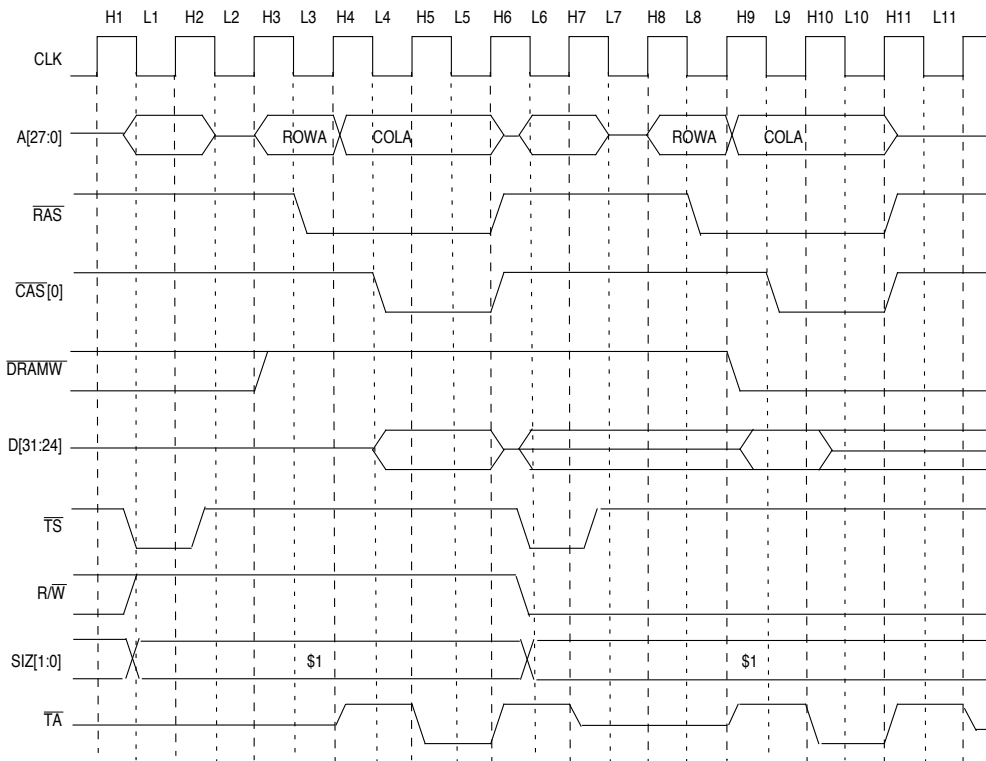 H1 L1 H2 L2 H3 L3 H4 L4 H5 L5 H6 L6 H7 L7 H8 L8 H9 L9 H10 L10 H11 L11
CLK
A[27:0] ROWA COLA ROWA COLA
RAS
CAS[0]
DRAMW
D[31:24]
TS
R/W
SIZ[1:0] $1 $1
TA